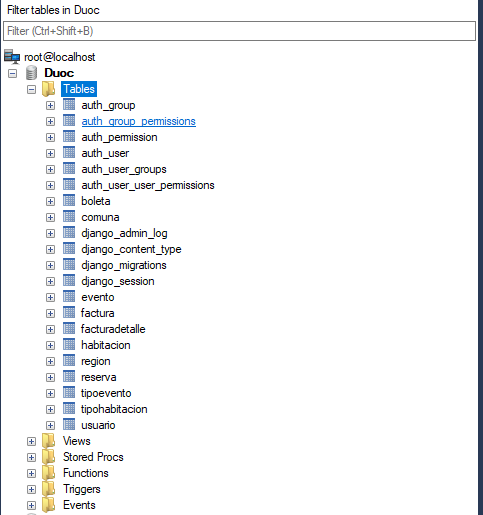 Filter tables in Duoc
Filter (Ctrl+Shift+B)
root@localhost
Duoc
Tables
auth_group
auth_group_permissions
auth_permission
auth_user
auth_user_groups
auth_user_user_permissions
boleta
comuna
django_admin_log
django_content_type
django_migrations
django_session
evento
factura
facturadetalle
habitacion
region
reserva
tipoevento
tipohabitacion
usuario
Views
Stored Procs
Functions
Triggers
Events